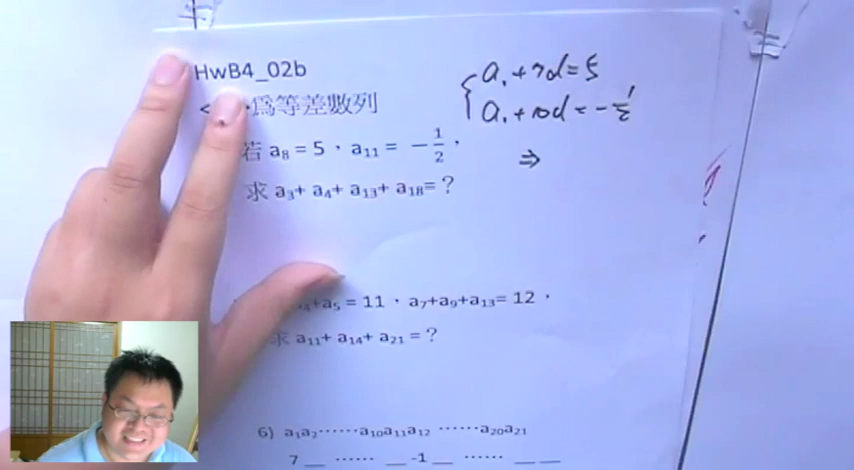 HwB4_02b
為等差數列
若 a₈ = 5，a₁₁ = -1/2，
求 a₃+ a₄+ a₁₃+ a₁₈= ?
{ a₁+7d=5
a₁+10d=-1/2
⇒
₄+a₅ = 11，a₇+a₉+a₁₃= 12，
求 a₁₁+ a₁₄+ a₂₁ = ?
6) a₁a₂⋯⋯a₁₀a₁₁a₁₂ ⋯⋯a₂₀a₂₁
7 __ ⋯⋯ __ -1 __ ⋯⋯ __ __